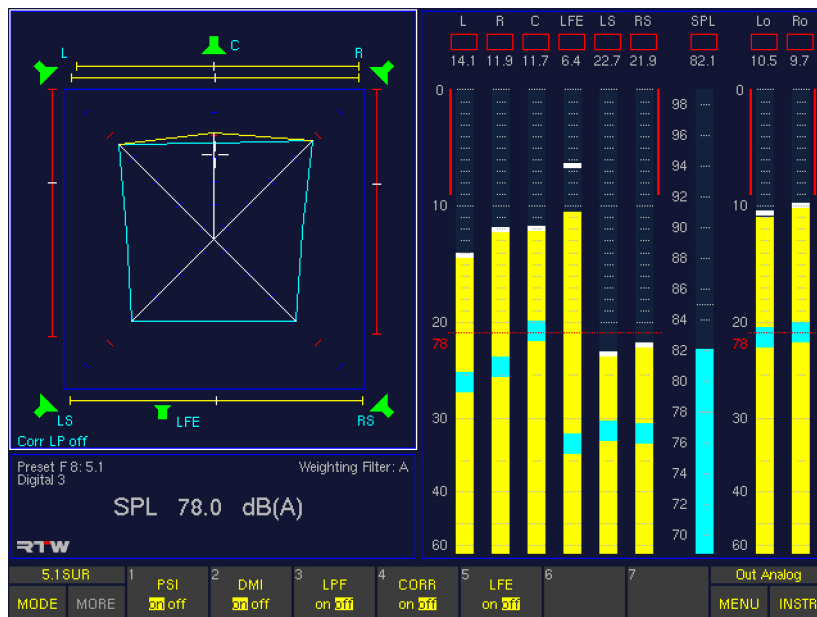 L R C LFE LS RS SPL Lo Ro
14.1 11.9 11.7 6.4 22.7 21.9 82.1 10.5 9.7
C
L R
0 98 0
96
94
92
10 90 10
88
86
84
20 20
78 82 78
80
78
30 76 30
74
40 72 40
70
60 60
LS LFE RS
Corr LP off
Preset F 8: 5.1 Weighting Filter: A
Digital 3
SPL 78.0 dB(A)
RTW
5.1SUR 1 PSI 2 DMI 3 LPF 4 CORR 5 LFE 6 7 Out Analog
MODE MORE on off on off on off on off on off MENU INSTR